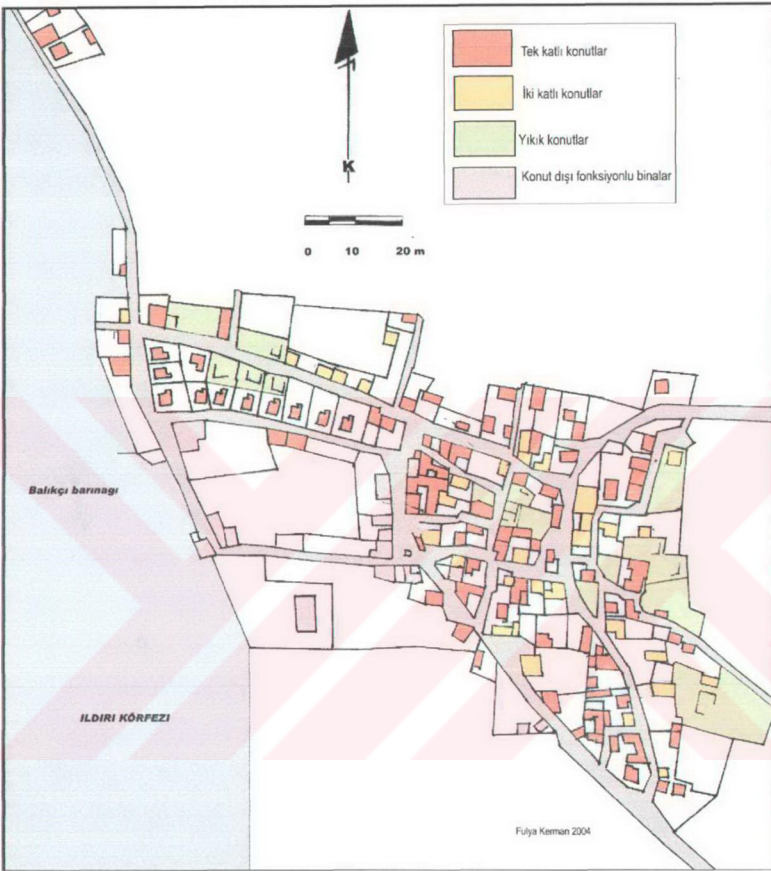 Tek katlı konutlar
İki katlı konutlar
Yıkık konutlar
Konut dışı fonksiyonlu binalar
K
0 10 20 m
Balıkçı barınagı
ILDIRI KÖRFEZI
Fulya Kerman 2004